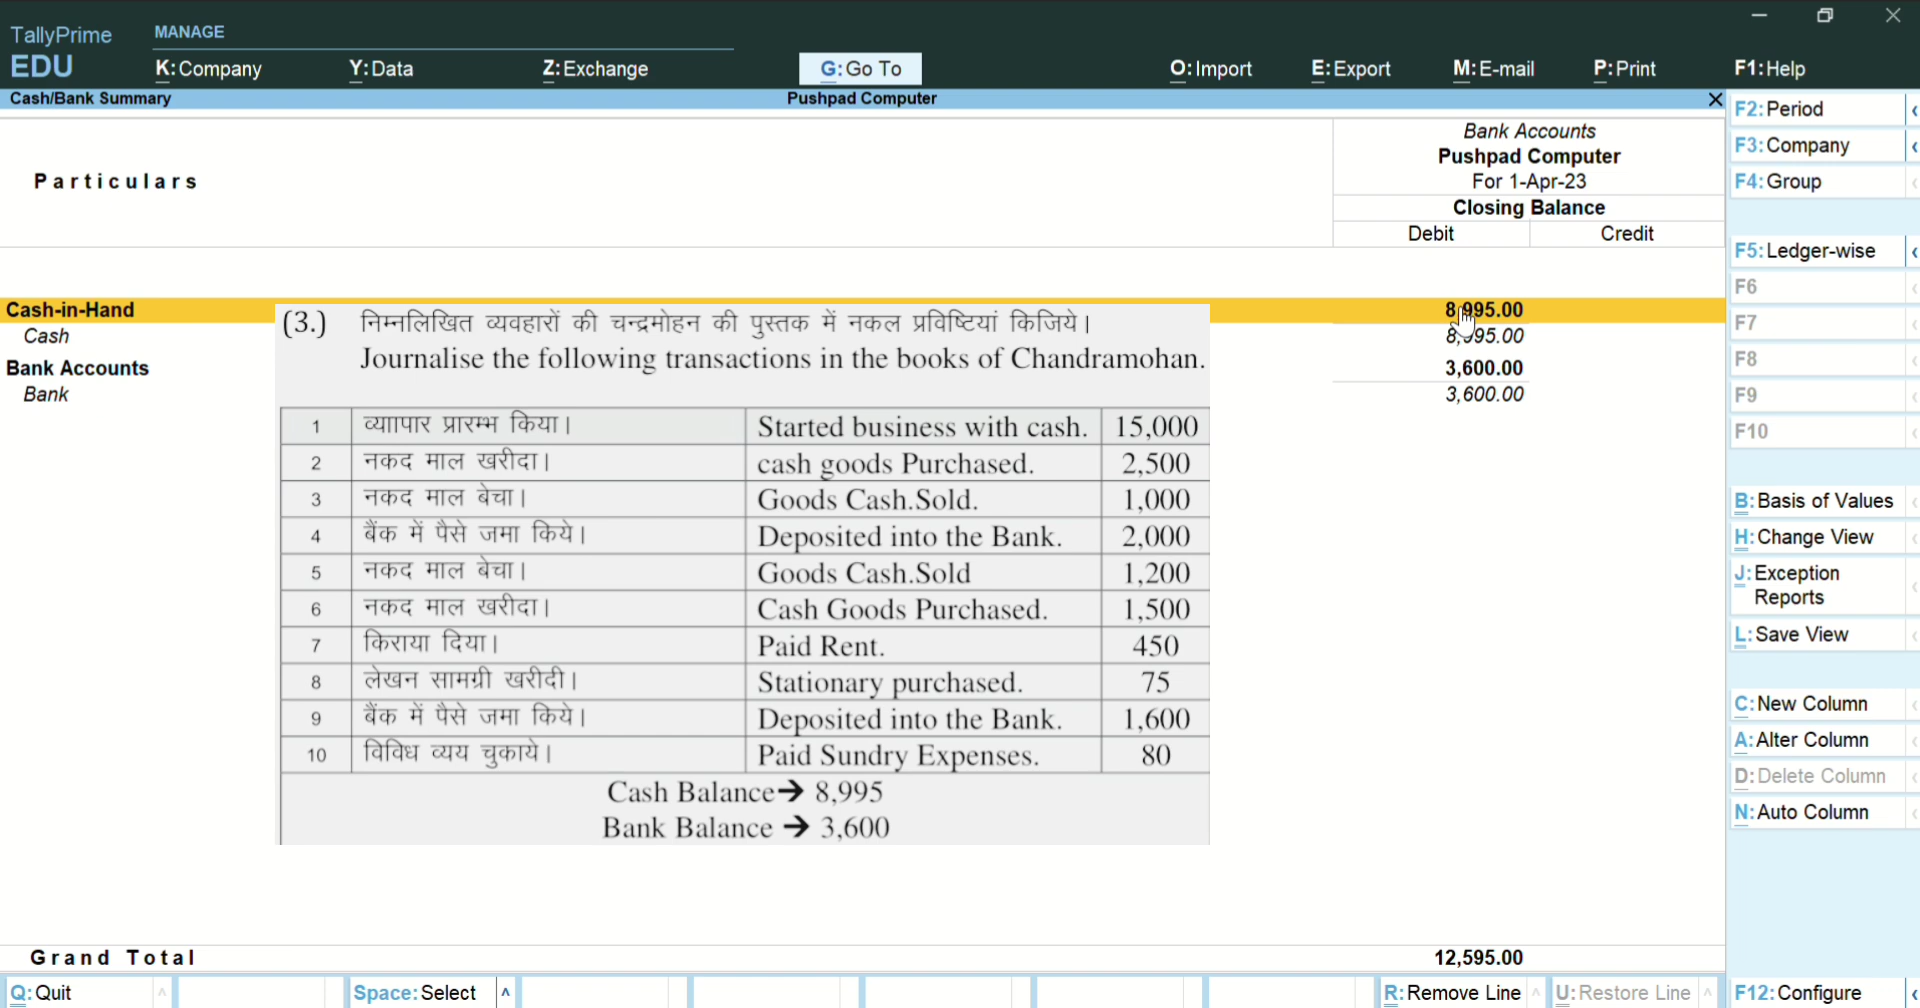 TallyPrime
EDU
MANAGE
K:Company
Y:Data
Z:Exchange
G:Go To
O:Import
E:Export
M:E-mail
P:Print
F1:Help
Cash/Bank Summary
Pushpad Computer
Particulars
Bank Accounts
Pushpad Computer
For 1-Apr-23
Closing Balance
Debit Credit
Cash-in-Hand 8,995.00
Cash 8,995.00
Bank Accounts 3,600.00
Bank 3,600.00
(3.) निम्नलिखित व्यवहारों की चन्द्रमोहन की पुस्तक में नकल प्रविष्टियां किजिये।
Journalise the following transactions in the books of Chandramohan.
1 व्याापार प्रारम्भ किया। Started business with cash. 15,000
2 नकद माल खरीदा। cash goods Purchased. 2,500
3 नकद माल बेचा। Goods Cash.Sold. 1,000
4 बैंक में पैसे जमा किये। Deposited into the Bank. 2,000
5 नकद माल बेचा। Goods Cash.Sold 1,200
6 नकद माल खरीदा। Cash Goods Purchased. 1,500
7 किराया दिया। Paid Rent. 450
8 लेखन सामग्री खरीदी। Stationary purchased. 75
9 बैंक में पैसे जमा किये। Deposited into the Bank. 1,600
10 विविध व्यय चुकाये। Paid Sundry Expenses. 80
Cash Balance➔ 8,995
Bank Balance ➔ 3,600
Grand Total 12,595.00
Q:Quit
Space:Select
R:Remove Line
U:Restore Line
F2:Period
F3:Company
F4:Group
F5:Ledger-wise
F6
F7
F8
F9
F10
B:Basis of Values
H:Change View
J:Exception
Reports
L:Save View
C:New Column
A:Alter Column
D:Delete Column
N:Auto Column
F12:Configure